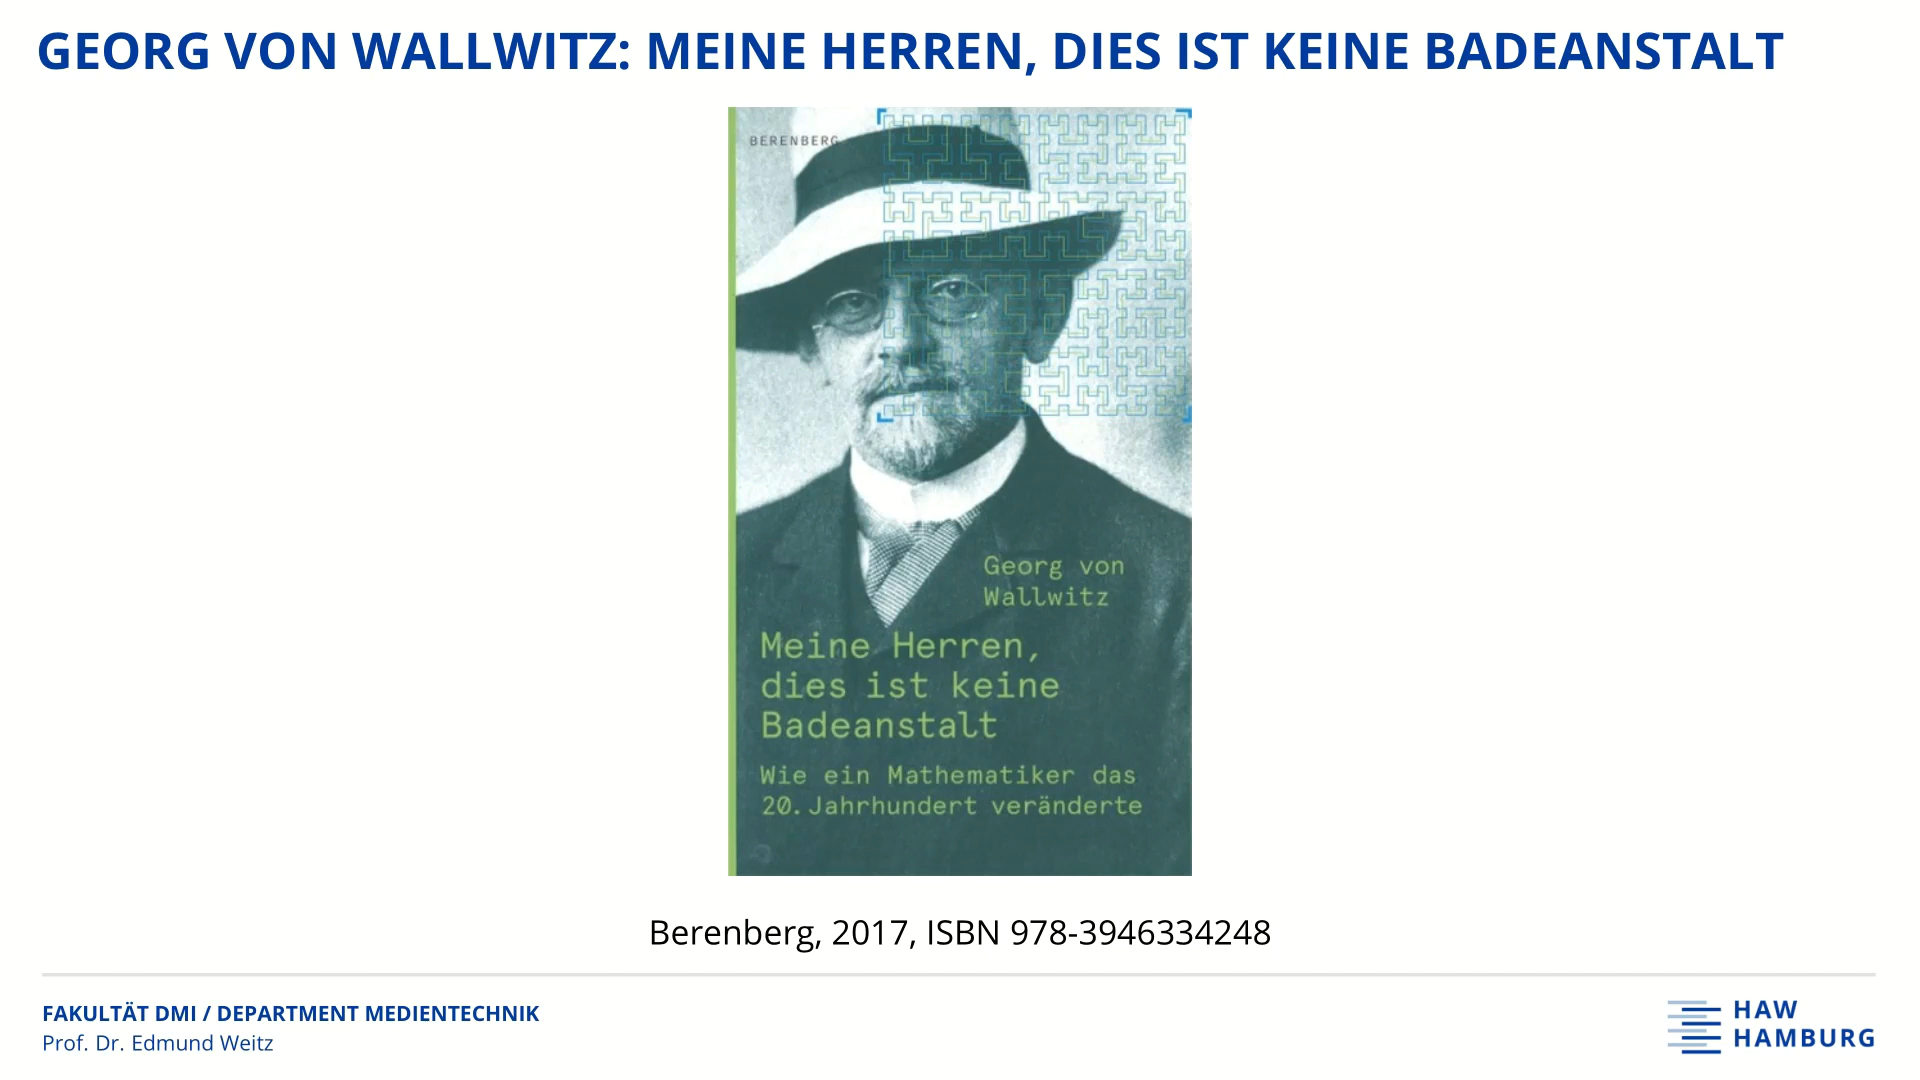 GEORG VON WALLWITZ: MEINE HERREN, DIES IST KEINE BADEANSTALT
BERENBERG
Georg von
Wallwitz
Meine Herren,
dies ist keine
Badeanstalt
Wie ein Mathematiker das
20. Jahrhundert veränderte
Berenberg, 2017, ISBN 978-3946334248
FAKULTÄT DMI / DEPARTMENT MEDIENTECHNIK
Prof. Dr. Edmund Weitz
HAW
HAMBURG